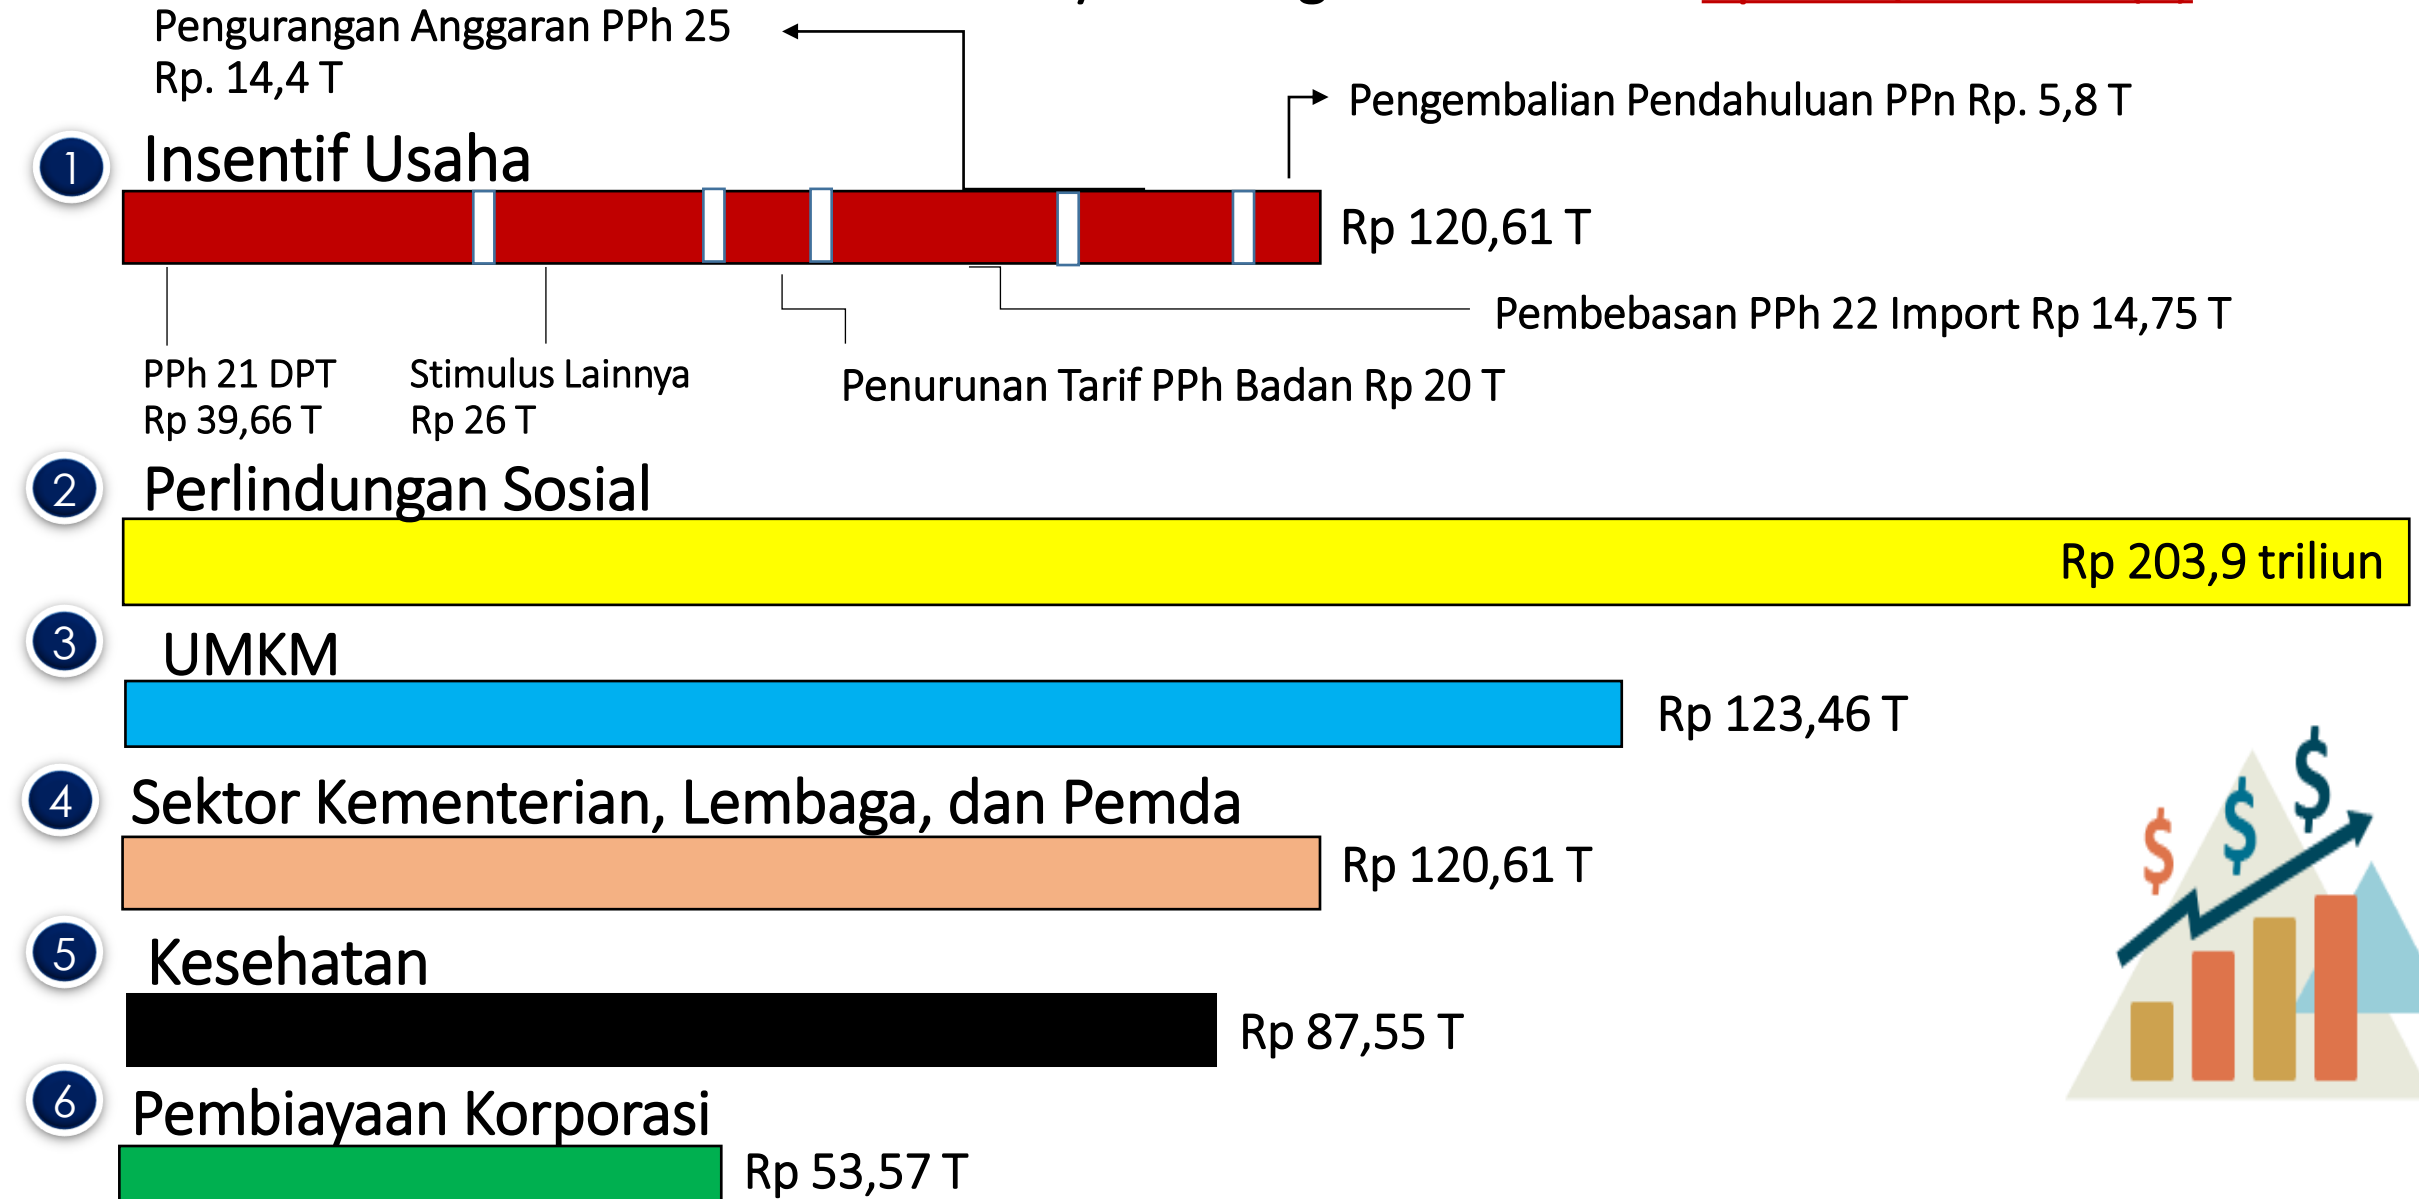 Pengurangan Anggaran PPh 25
Rp. 14,4 T
Pengembalian Pendahuluan PPn Rp. 5,8 T
1
Insentif Usaha
Rp 120,61 T
Pembebasan PPh 22 Import Rp 14,75 T
PPh 21 DPT
Rp 39,66 T
Stimulus Lainnya
Rp 26 T
Penurunan Tarif PPh Badan Rp 20 T
2
Perlindungan Sosial
Rp 203,9 triliun
3
UMKM
Rp 123,46 T
4
Sektor Kementerian, Lembaga, dan Pemda
Rp 120,61 T
5
Kesehatan
Rp 87,55 T
6
Pembiayaan Korporasi
Rp 53,57 T
$
$
$